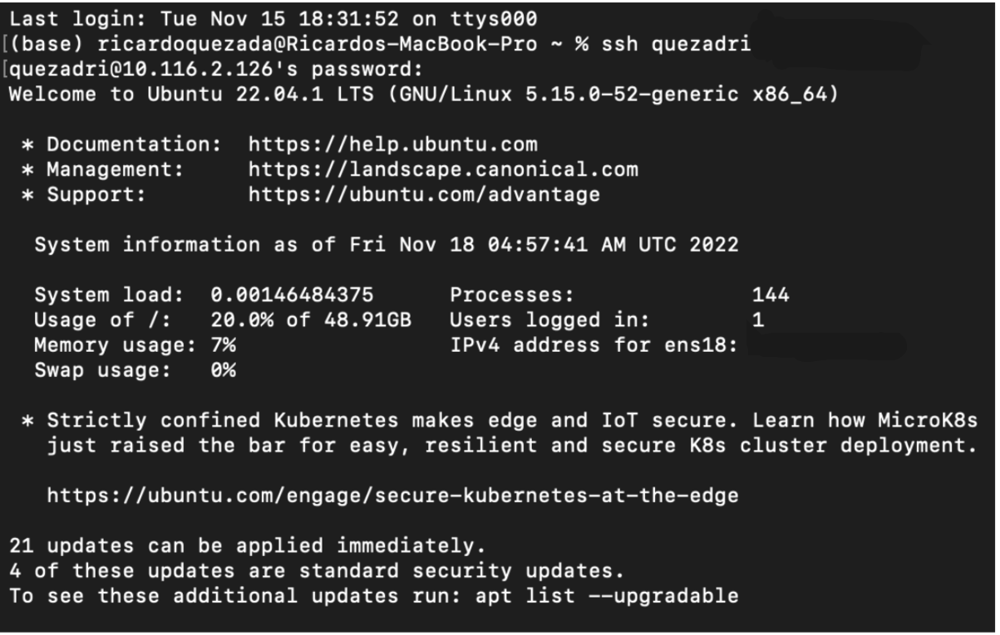 Last login: Tue Nov 15 18:31:52 on ttys000
[(base) ricardoquezada@Ricardos-MacBook-Pro ~ % ssh quezadri
[quezadri@10.116.2.126's password:
Welcome to Ubuntu 22.04.1 LTS (GNU/Linux 5.15.0-52-generic x86_64)
* Documentation:  https://help.ubuntu.com
* Management:     https://landscape.canonical.com
* Support:        https://ubuntu.com/advantage
System information as of Fri Nov 18 04:57:41 AM UTC 2022
System load:  0.00146484375      Processes:              144
Usage of /:   20.0% of 48.91GB   Users logged in:        1
Memory usage: 7%                 IPv4 address for ens18:
Swap usage:   0%
* Strictly confined Kubernetes makes edge and IoT secure. Learn how MicroK8s
just raised the bar for easy, resilient and secure K8s cluster deployment.
https://ubuntu.com/engage/secure-kubernetes-at-the-edge
21 updates can be applied immediately.
4 of these updates are standard security updates.
To see these additional updates run: apt list --upgradable